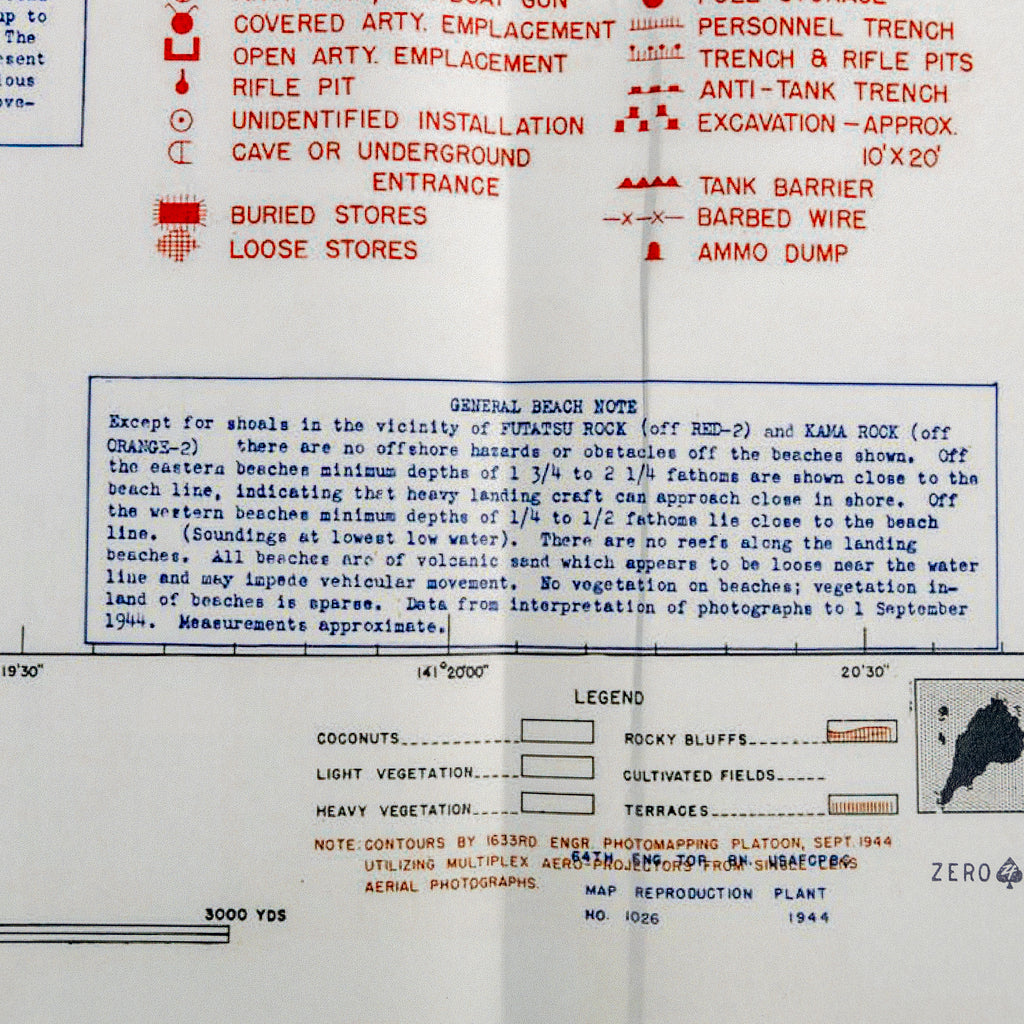 up to
The
COVERED ARTY. EMPLACEMENT
OPEN ARTY. EMPLACEMENT
RIFLE PIT
UNIDENTIFIED INSTALLATION
CAVE OR UNDERGROUND
ENTRANCE
BURIED STORES
LOOSE STORES
PERSONNEL TRENCH
TRENCH & RIFLE PITS
ANTI-TANK TRENCH
EXCAVATION - APPROX.
10' X 20'
TANK BARRIER
BARBED WIRE
AMMO DUMP
GENERAL BEACH NOTE
Except for shoals in the vicinity of FUTATSU ROCK (off RED-2) and KAMA ROCK (off
ORANGE-2) there are no offshore hazards or obstacles off the beaches shown. Off
the eastern beaches minimum depths of 1 3/4 to 2 1/4 fathoms are shown close to the
beach line, indicating that heavy landing craft can approach close in shore. Off
the western beaches minimum depths of 1/4 to 1/2 fathoms lie close to the beach
line. (Soundings at lowest low water). There are no reefs along the landing
beaches. All beaches are of volcanic sand which appears to be loose near the water
line and may impede vehicular movement. No vegetation on beaches; vegetation in-
land of beaches is sparse. Data from interpretation of photographs to 1 September
1944. Measurements approximate.
19'30"
141°20'00"
20'30"
LEGEND
COCONUTS
LIGHT VEGETATION
HEAVY VEGETATION
ROCKY BLUFFS
CULTIVATED FIELDS
TERRACES
NOTE: CONTOURS BY 1633RD ENGR. PHOTOMAPPING PLATOON, SEPT. 1944
UTILIZING MULTIPLEX AERO-PROJECTORS FROM SINGLE LENS
AERIAL PHOTOGRAPHS.
64TH ENG. TOP. BN. USAFCPBC
MAP REPRODUCTION PLANT
NO. 1026 1944
3000 YDS
ZERO